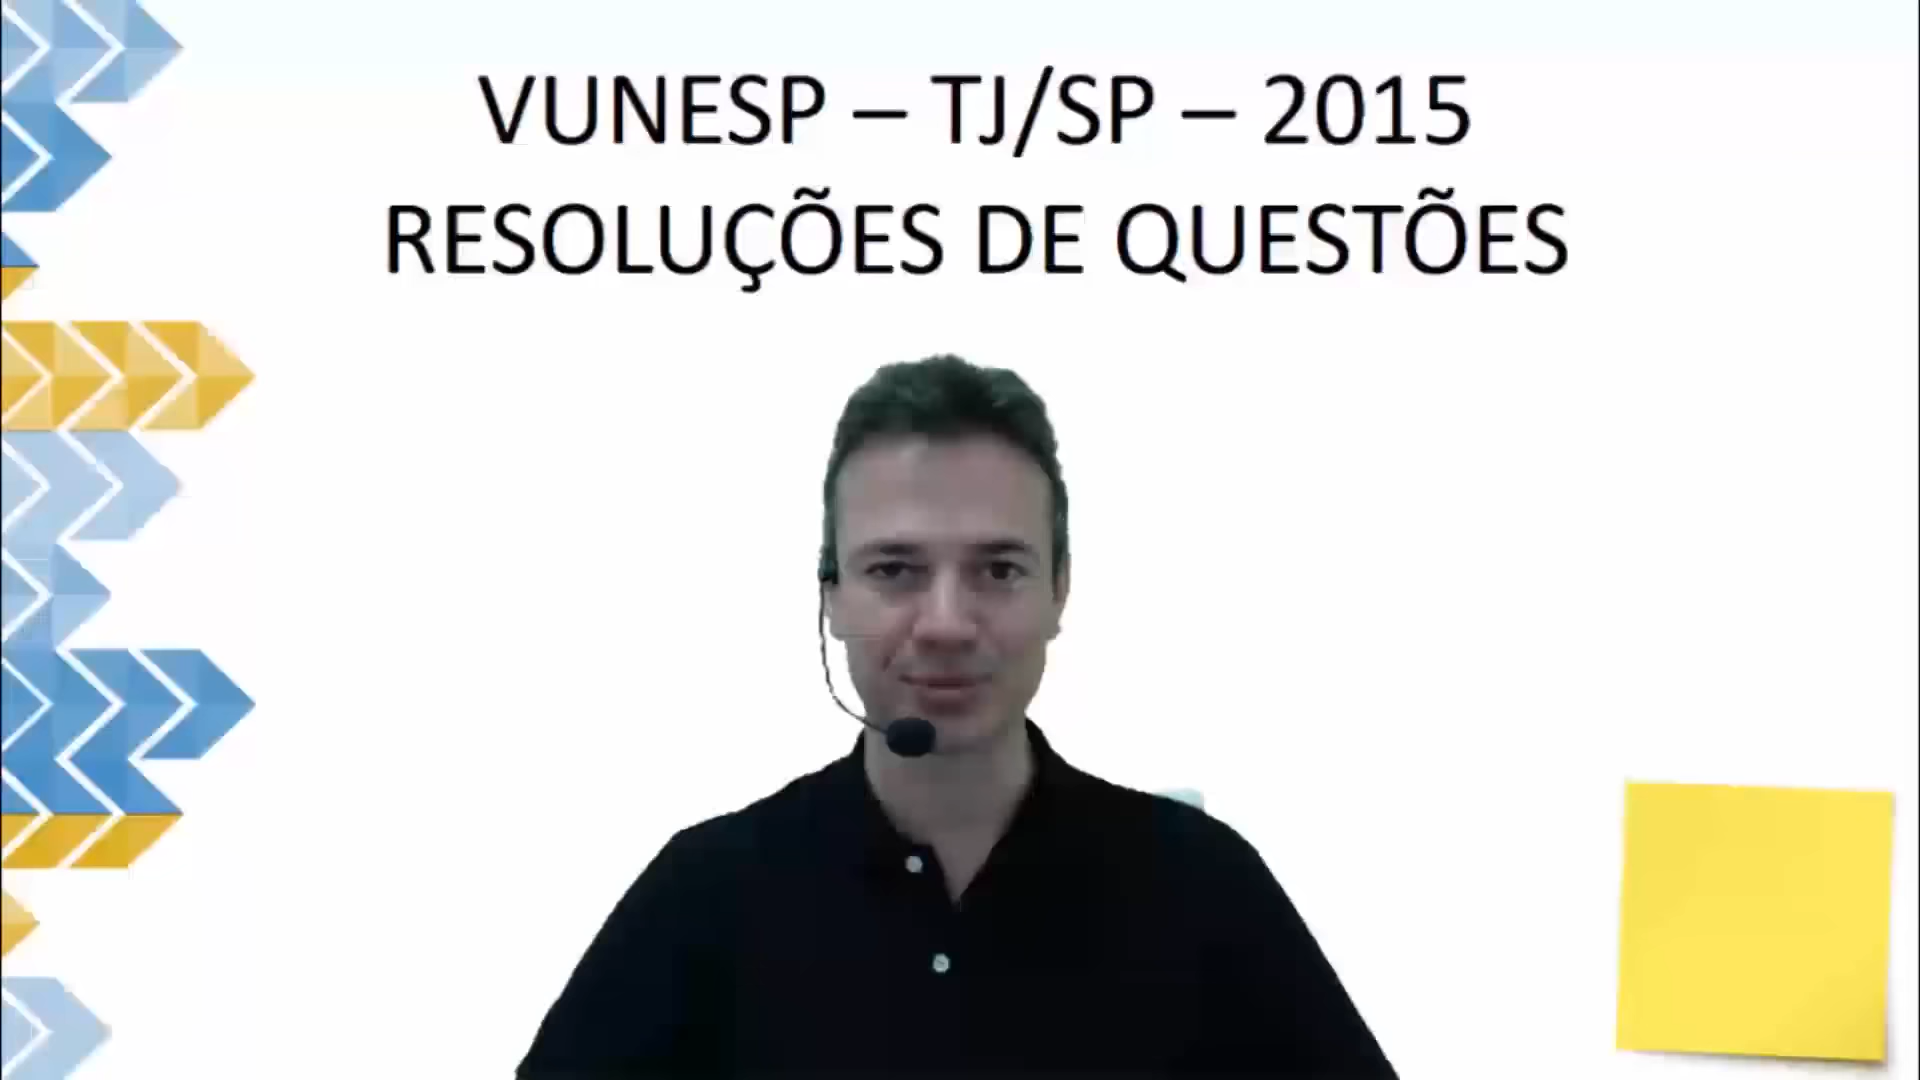 VUNESP – TJ/SP – 2015
RESOLUÇÕES DE QUESTÕES